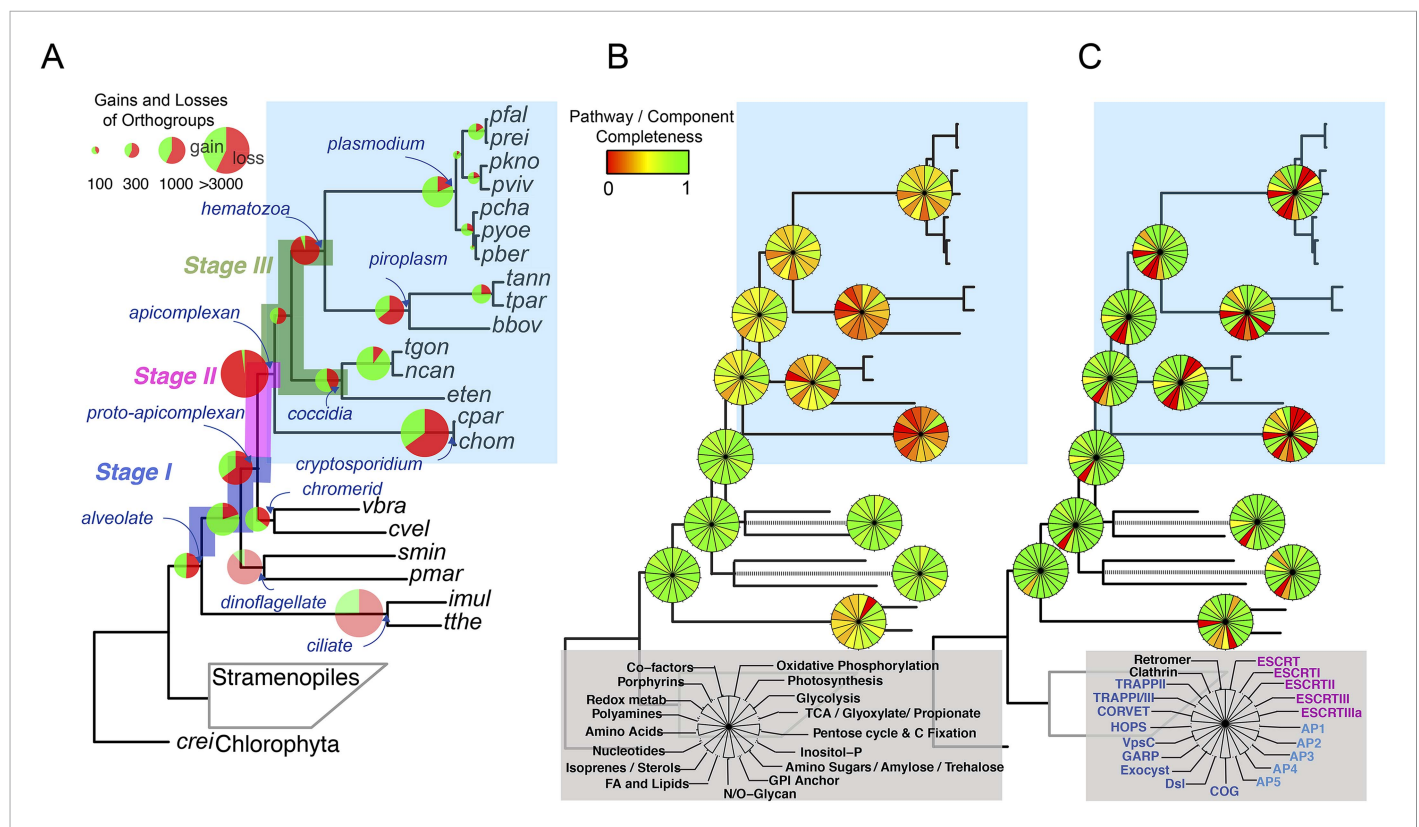 A
Gains and Losses
of Orthogroups
gain
loss
100 300 1000 >3000
plasmodium
hematozoa
Stage III
piroplasm
apicomplexan
Stage II
proto-apicomplexan
coccidia
Stage I
cryptosporidium
chromerid
alveolate
dinoflagellate
ciliate
pfal
prei
pkno
pviv
pcha
pyoe
pber
tann
tpar
bbov
tgon
ncan
eten
cpar
chom
vbra
cvel
smin
pmar
imul
tthe
Stramenopiles
crei Chlorophyta
B
Pathway / Component
Completeness
0 1
Co-factors
Porphyrins
Redox metab
Polyamines
Amino Acids
Nucleotides
Isoprenes / Sterols
FA and Lipids
N/O-Glycan
Oxidative Phosphorylation
Photosynthesis
Glycolysis
TCA / Glyoxylate/ Propionate
Pentose cycle & C Fixation
Inositol-P
Amino Sugars / Amylose / Trehalose
GPI Anchor
C
Retromer
Clathrin
TRAPPII
TRAPPI/III
CORVET
HOPS
VpsC
GARP
Exocyst
Dsl
COG
ESCRT
ESCRTI
ESCRTII
ESCRTIII
ESCRTIIIa
AP1
AP2
AP3
AP4
AP5